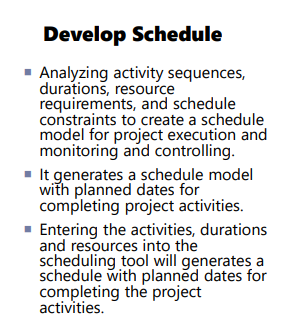 Develop Schedule
▪ Analyzing activity sequences,
durations, resource
requirements, and schedule
constraints to create a schedule
model for project execution and
monitoring and controlling.
▪ It generates a schedule model
with planned dates for
completing project activities.
▪ Entering the activities, durations
and resources into the
scheduling tool will generates a
schedule with planned dates for
completing the project
activities.